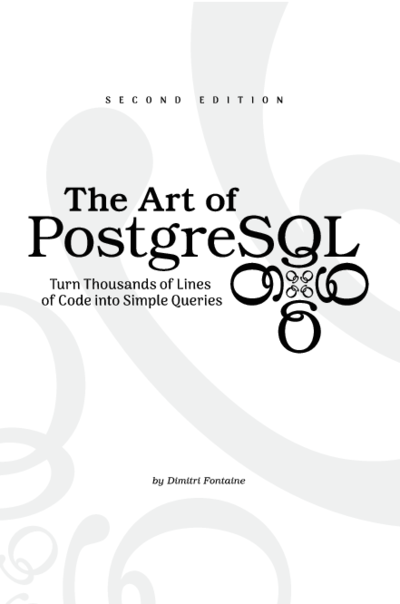 SECOND EDITION
The Art of
PostgreSQL
Turn Thousands of Lines
of Code into Simple Queries
by Dimitri Fontaine